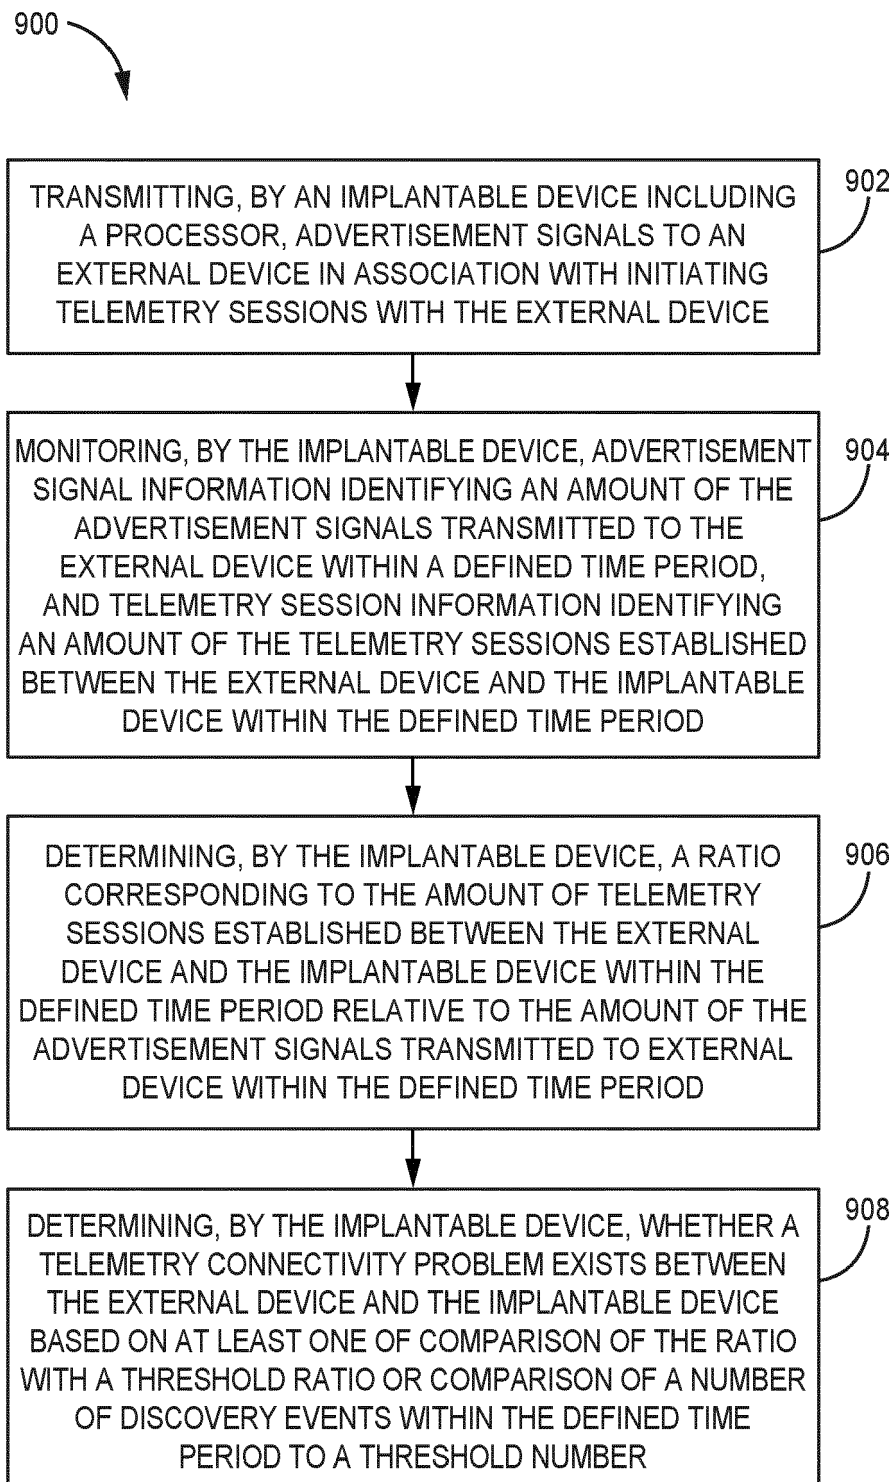 900
902
TRANSMITTING, BY AN IMPLANTABLE DEVICE INCLUDING
A PROCESSOR, ADVERTISEMENT SIGNALS TO AN
EXTERNAL DEVICE IN ASSOCIATION WITH INITIATING
TELEMETRY SESSIONS WITH THE EXTERNAL DEVICE
904
MONITORING, BY THE IMPLANTABLE DEVICE, ADVERTISEMENT
SIGNAL INFORMATION IDENTIFYING AN AMOUNT OF THE
ADVERTISEMENT SIGNALS TRANSMITTED TO THE
EXTERNAL DEVICE WITHIN A DEFINED TIME PERIOD,
AND TELEMETRY SESSION INFORMATION IDENTIFYING
AN AMOUNT OF THE TELEMETRY SESSIONS ESTABLISHED
BETWEEN THE EXTERNAL DEVICE AND THE IMPLANTABLE
DEVICE WITHIN THE DEFINED TIME PERIOD
906
DETERMINING, BY THE IMPLANTABLE DEVICE, A RATIO
CORRESPONDING TO THE AMOUNT OF TELEMETRY
SESSIONS ESTABLISHED BETWEEN THE EXTERNAL
DEVICE AND THE IMPLANTABLE DEVICE WITHIN THE
DEFINED TIME PERIOD RELATIVE TO THE AMOUNT OF THE
ADVERTISEMENT SIGNALS TRANSMITTED TO EXTERNAL
DEVICE WITHIN THE DEFINED TIME PERIOD
908
DETERMINING, BY THE IMPLANTABLE DEVICE, WHETHER A
TELEMETRY CONNECTIVITY PROBLEM EXISTS BETWEEN
THE EXTERNAL DEVICE AND THE IMPLANTABLE DEVICE
BASED ON AT LEAST ONE OF COMPARISON OF THE RATIO
WITH A THRESHOLD RATIO OR COMPARISON OF A NUMBER
OF DISCOVERY EVENTS WITHIN THE DEFINED TIME
PERIOD TO A THRESHOLD NUMBER